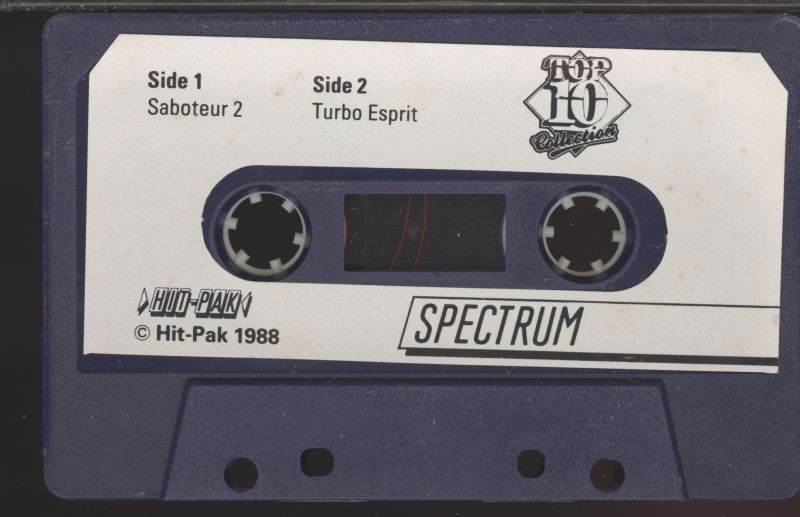 Side 1
Saboteur 2
Side 2
Turbo Esprit
TOP
10
Collection
HIT-PAK
© Hit-Pak 1988
SPECTRUM